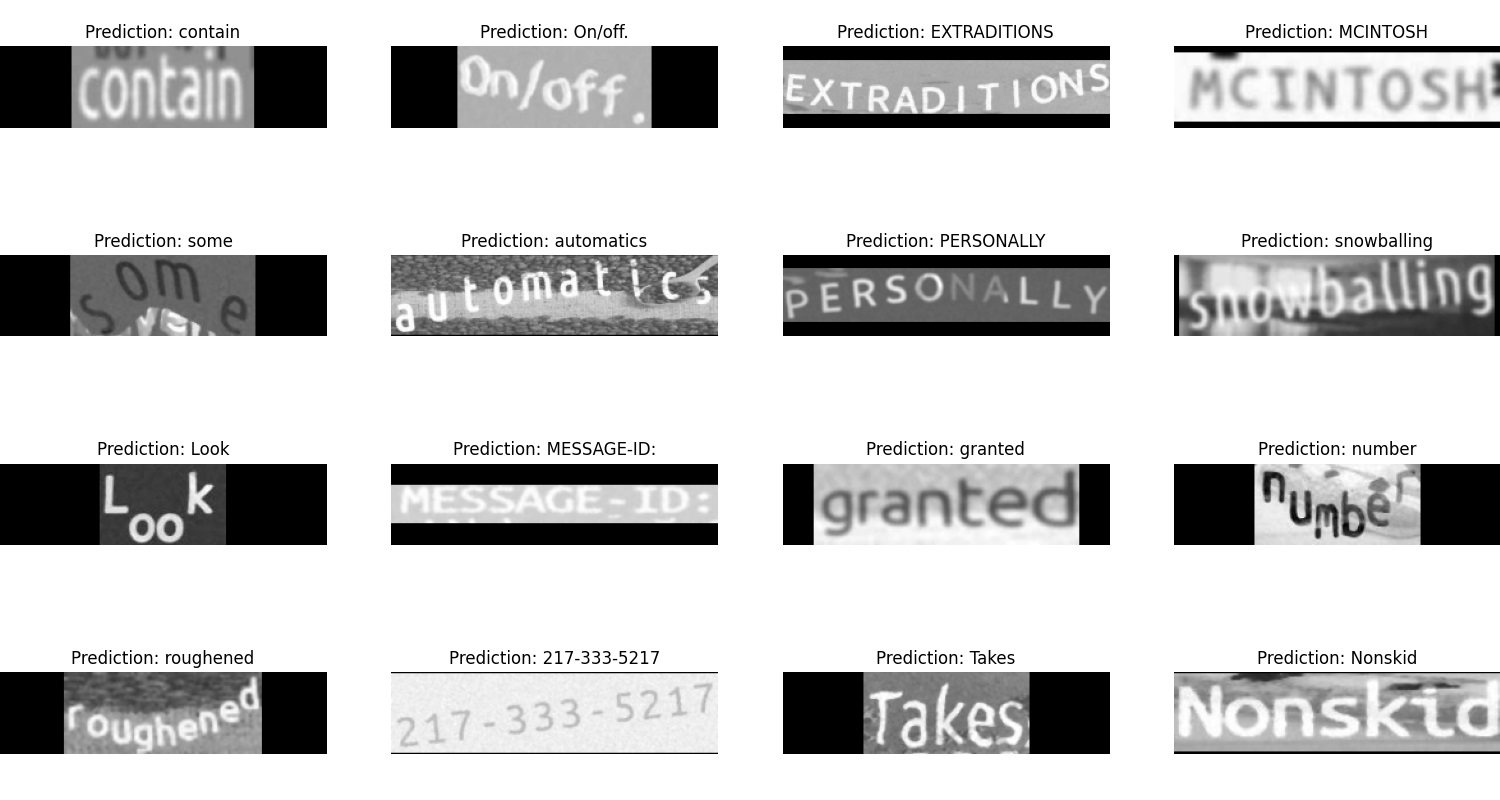 Prediction: contain
Prediction: On/off.
Prediction: EXTRADITIONS
Prediction: MCINTOSH
contain
On/off.
EXTRADITIONS
MCINTOSH
Prediction: some
Prediction: automatics
Prediction: PERSONALLY
Prediction: snowballing
some
automatics
PERSONALLY
snowballing
Prediction: Look
Prediction: MESSAGE-ID:
Prediction: granted
Prediction: number
Look
MESSAGE-ID:
granted
number
Prediction: roughened
Prediction: 217-333-5217
Prediction: Takes
Prediction: Nonskid
roughened
217-333-5217
Takes
Nonskid